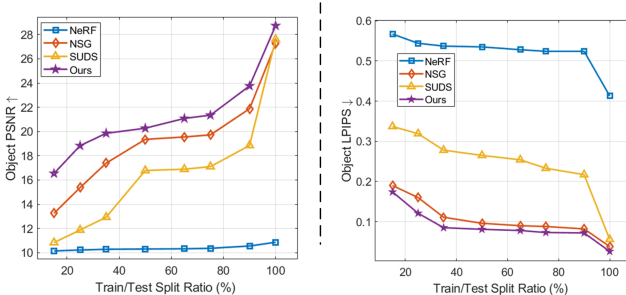 Object PSNR ↑
28
26
24
22
20
18
16
14
12
10
NeRF
NSG
SUDS
Ours
20 40 60 80 100
Train/Test Split Ratio (%)
Object LPIPS ↓
0.6
0.5
0.4
0.3
0.2
0.1
NeRF
NSG
SUDS
Ours
20 40 60 80 100
Train/Test Split Ratio (%)